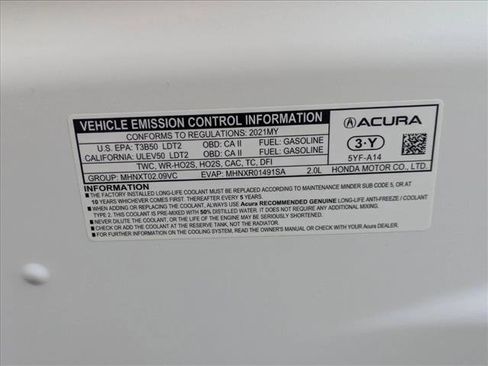 VEHICLE EMISSION CONTROL INFORMATION
CONFORMS TO REGULATIONS: 2021MY
U.S. EPA: T3B50 LDT2 OBD: CA II FUEL: GASOLINE
CALIFORNIA: ULEV50 LDT2 OBD: CA II FUEL: GASOLINE
TWC, WR-HO2S, HO2S, CAC, TC, DFI
GROUP: MHNXT02.09VC EVAP: MHNXR01491SA 2.0L
ACURA
3-Y
5YF-A14
HONDA MOTOR CO., LTD.
INFORMATION
■ THE FACTORY INSTALLED LONG-LIFE COOLANT MUST BE REPLACED ACCORDING TO MAINTENANCE MINDER SUB CODE 5, OR AT
10 YEARS WHICHEVER COMES FIRST. THEREAFTER EVERY 5 YEARS.
■ WHEN THE COOLANT MUST BE ADDED OR REPLACED, ALWAYS USE Acura RECOMMENDED GENUINE LONG-LIFE ANTI-FREEZE / COOLANT
TYPE 2. THIS COOLANT IS PRE-MIXED WITH 50% DISTILLED WATER. IT DOES NOT REQUIRE ANY ADDITIONAL MIXING.
■ NEVER DILUTE THE COOLANT, OR THE LIFE OF THE ENGINE MAY BE SERIOUSLY SHORTENED.
■ CHECK OR ADD COOLANT AT THE RESERVE TANK, NOT THE RADIATOR.
■ FOR FURTHER INFORMATION ON THE COOLING SYSTEM, READ THE OWNER'S MANUAL OR CHECK WITH AN Acura DEALER.